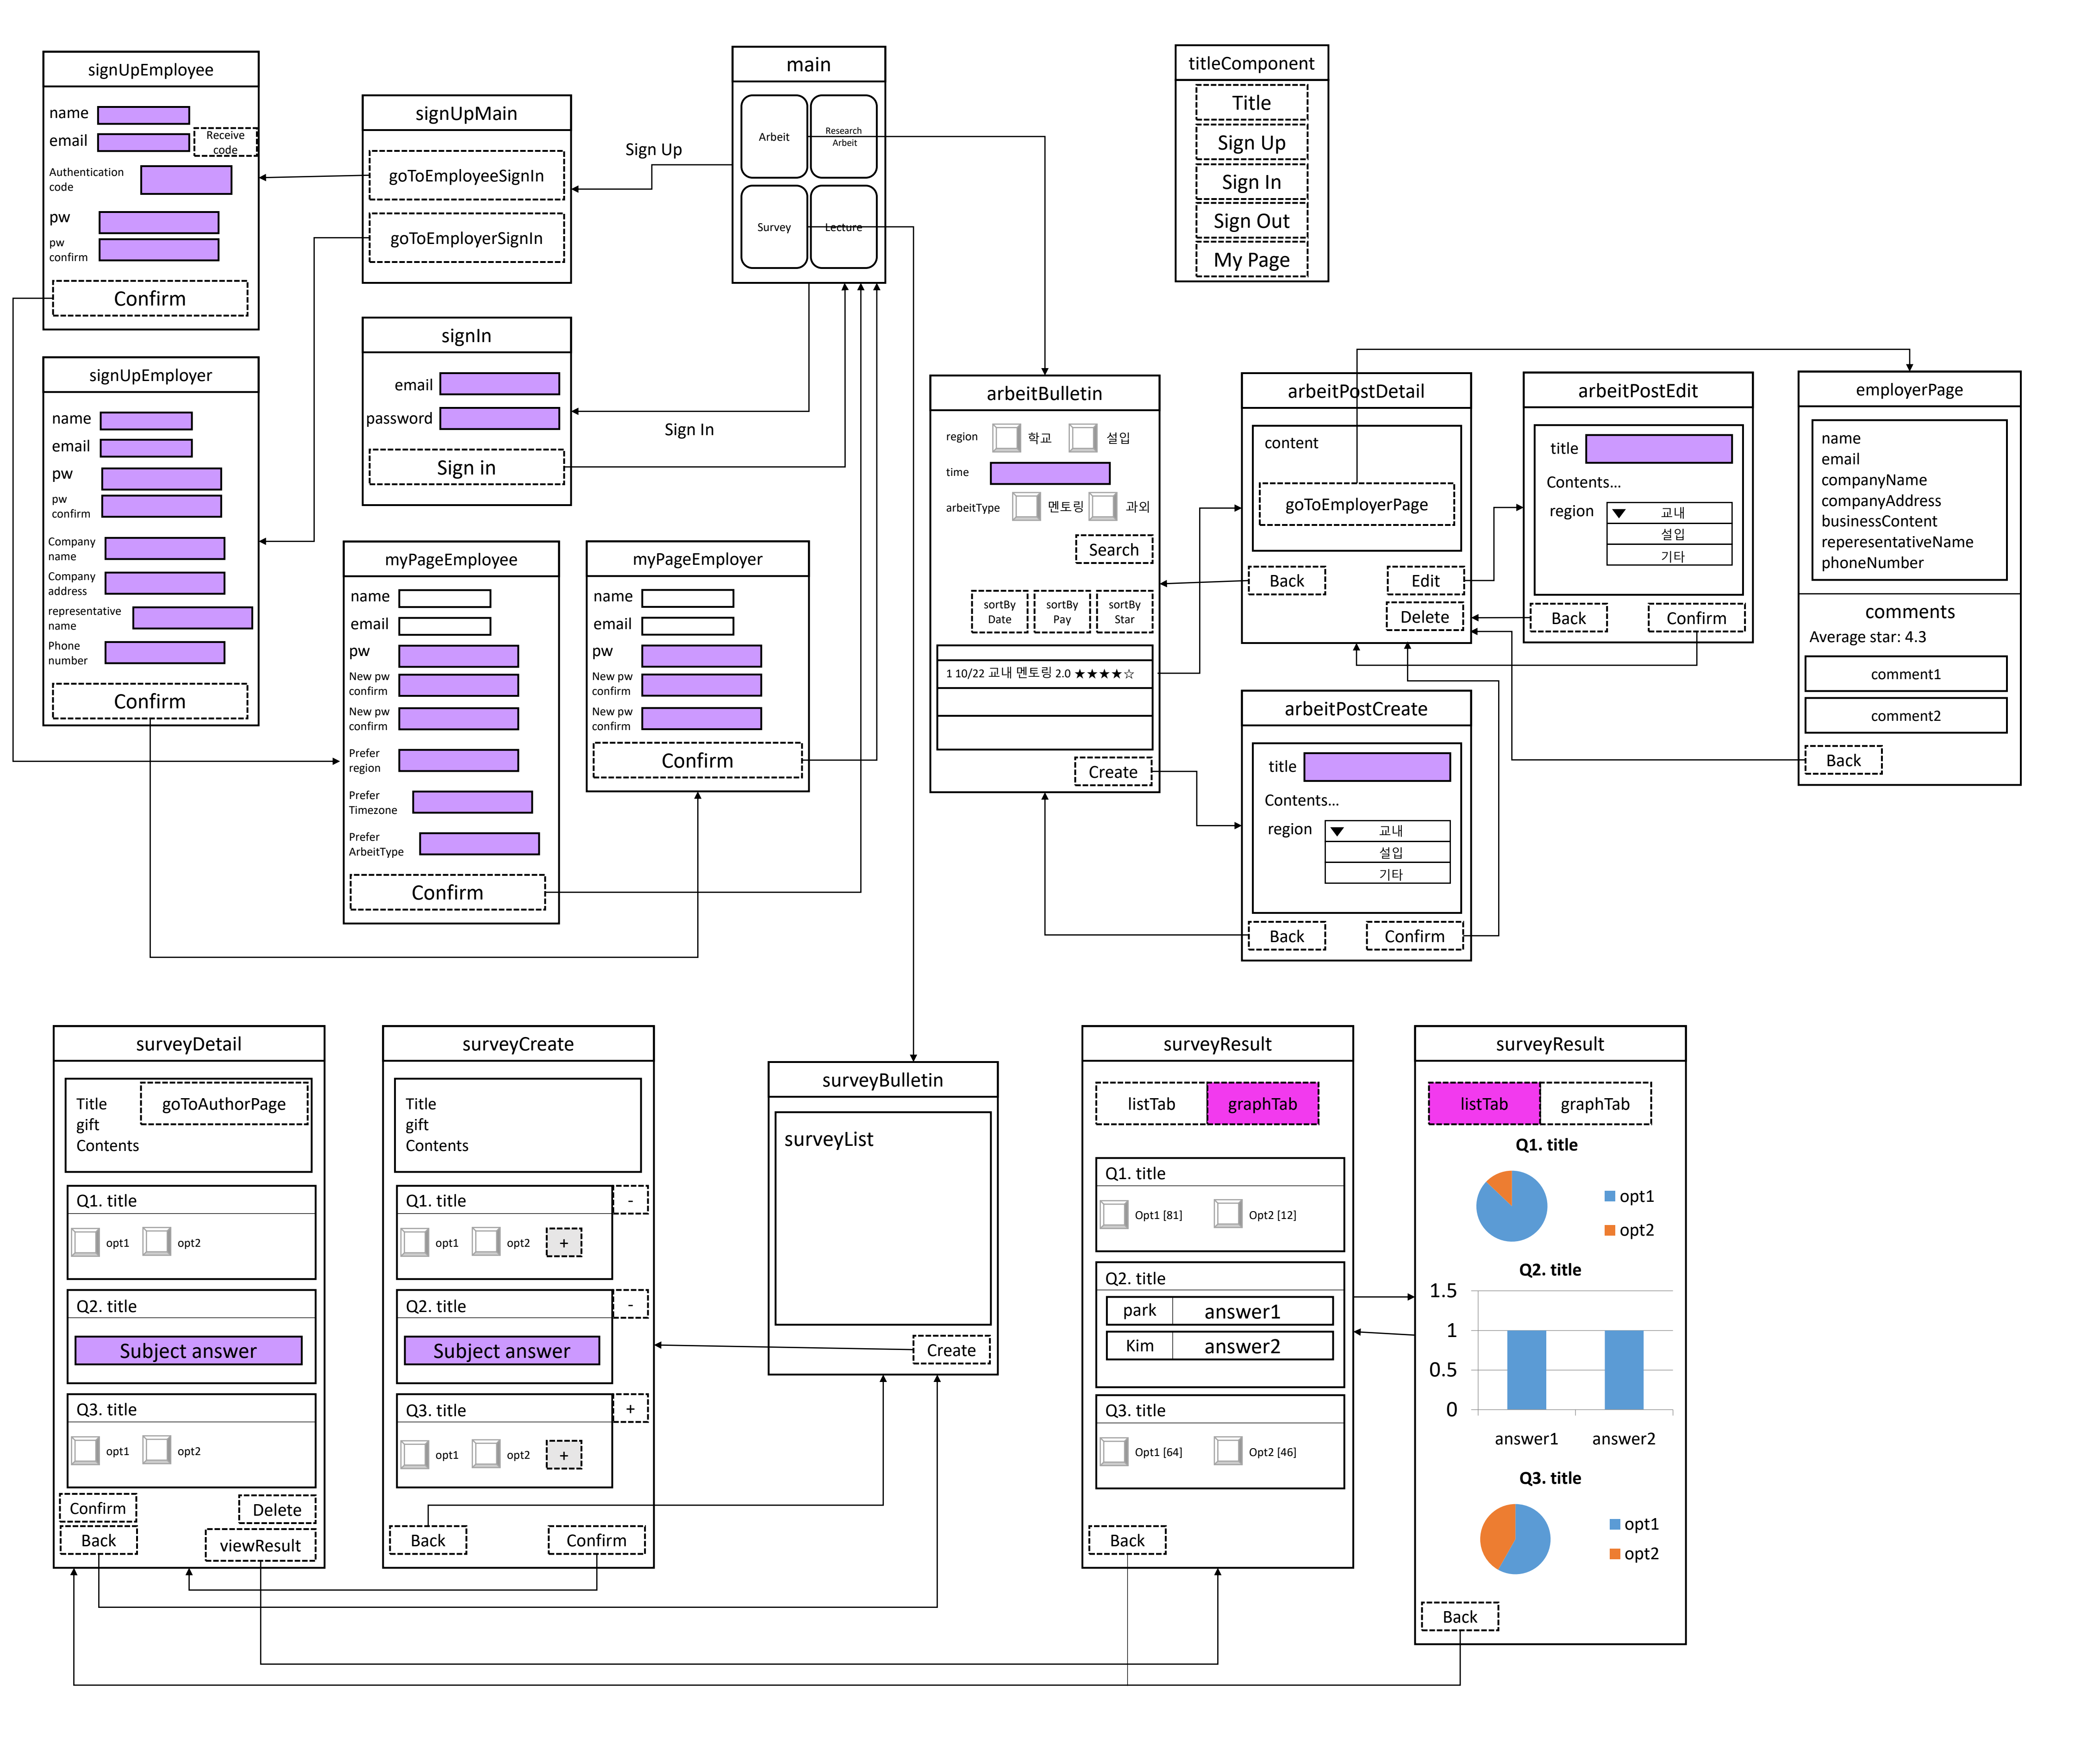 signUpEmployee
name
email
Receive
code
Authentication
code
pw
pw
confirm
Confirm
signUpMain
goToEmployeeSignIn
goToEmployerSignIn
Sign Up
main
Arbeit
Research
Arbeit
Survey
Lecture
titleComponent
Title
Sign Up
Sign In
Sign Out
My Page
signIn
email
password
Sign in
Sign In
signUpEmployer
name
email
pw
pw
confirm
Company
name
Company
address
representative
name
Phone
number
Confirm
myPageEmployee
name
email
pw
New pw
confirm
New pw
confirm
Prefer
region
Prefer
Timezone
Prefer
ArbeitType
Confirm
myPageEmployer
name
email
pw
New pw
confirm
New pw
confirm
Confirm
arbeitBulletin
region 학교 설입
time
arbeitType 멘토링 과외
Search
sortBy
Date
sortBy
Pay
sortBy
Star
1 10/22 교내 멘토링 2.0 ★★★★☆
Create
arbeitPostDetail
content
goToEmployerPage
Back
Edit
Delete
arbeitPostEdit
title
Contents...
region
교내
설입
기타
Back
Confirm
employerPage
name
email
companyName
companyAddress
businessContent
reperesentativeName
phoneNumber
comments
Average star: 4.3
comment1
comment2
Back
arbeitPostCreate
title
Contents...
region
교내
설입
기타
Back
Confirm
surveyDetail
Title
goToAuthorPage
gift
Contents
Q1. title
opt1 opt2
Q2. title
Subject answer
Q3. title
opt1 opt2
Confirm
Delete
Back
viewResult
surveyCreate
Title
gift
Contents
Q1. title
-
opt1 opt2 +
Q2. title
-
Subject answer
Q3. title
+
opt1 opt2 +
Back
Confirm
surveyBulletin
surveyList
Create
surveyResult
listTab graphTab
Q1. title
Opt1 [81] Opt2 [12]
Q2. title
park answer1
Kim answer2
Q3. title
Opt1 [64] Opt2 [46]
Back
surveyResult
listTab graphTab
Q1. title
opt1
opt2
Q2. title
1.5
1
0.5
0
answer1 answer2
Q3. title
opt1
opt2
Back